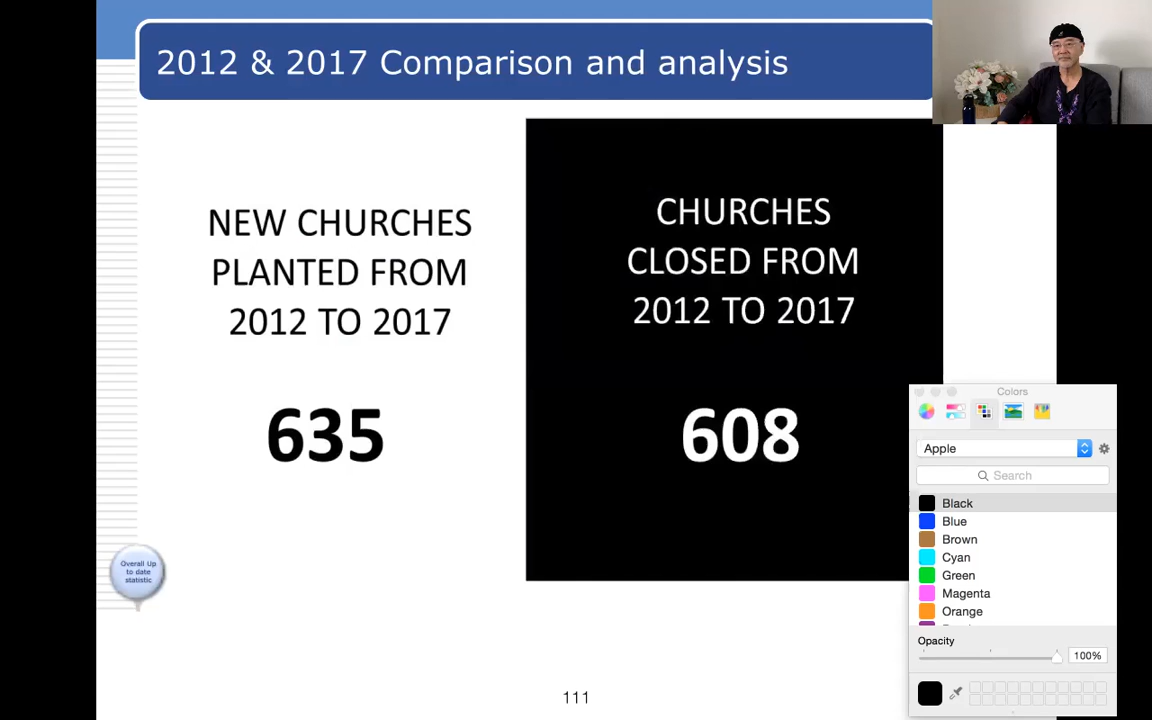 2012 & 2017 Comparison and analysis
NEW CHURCHES
PLANTED FROM
2012 TO 2017
635
CHURCHES
CLOSED FROM
2012 TO 2017
608
Overall Up
to date
statistic
111
Colors
Apple
Search
Black
Blue
Brown
Cyan
Green
Magenta
Orange
Opacity
100%